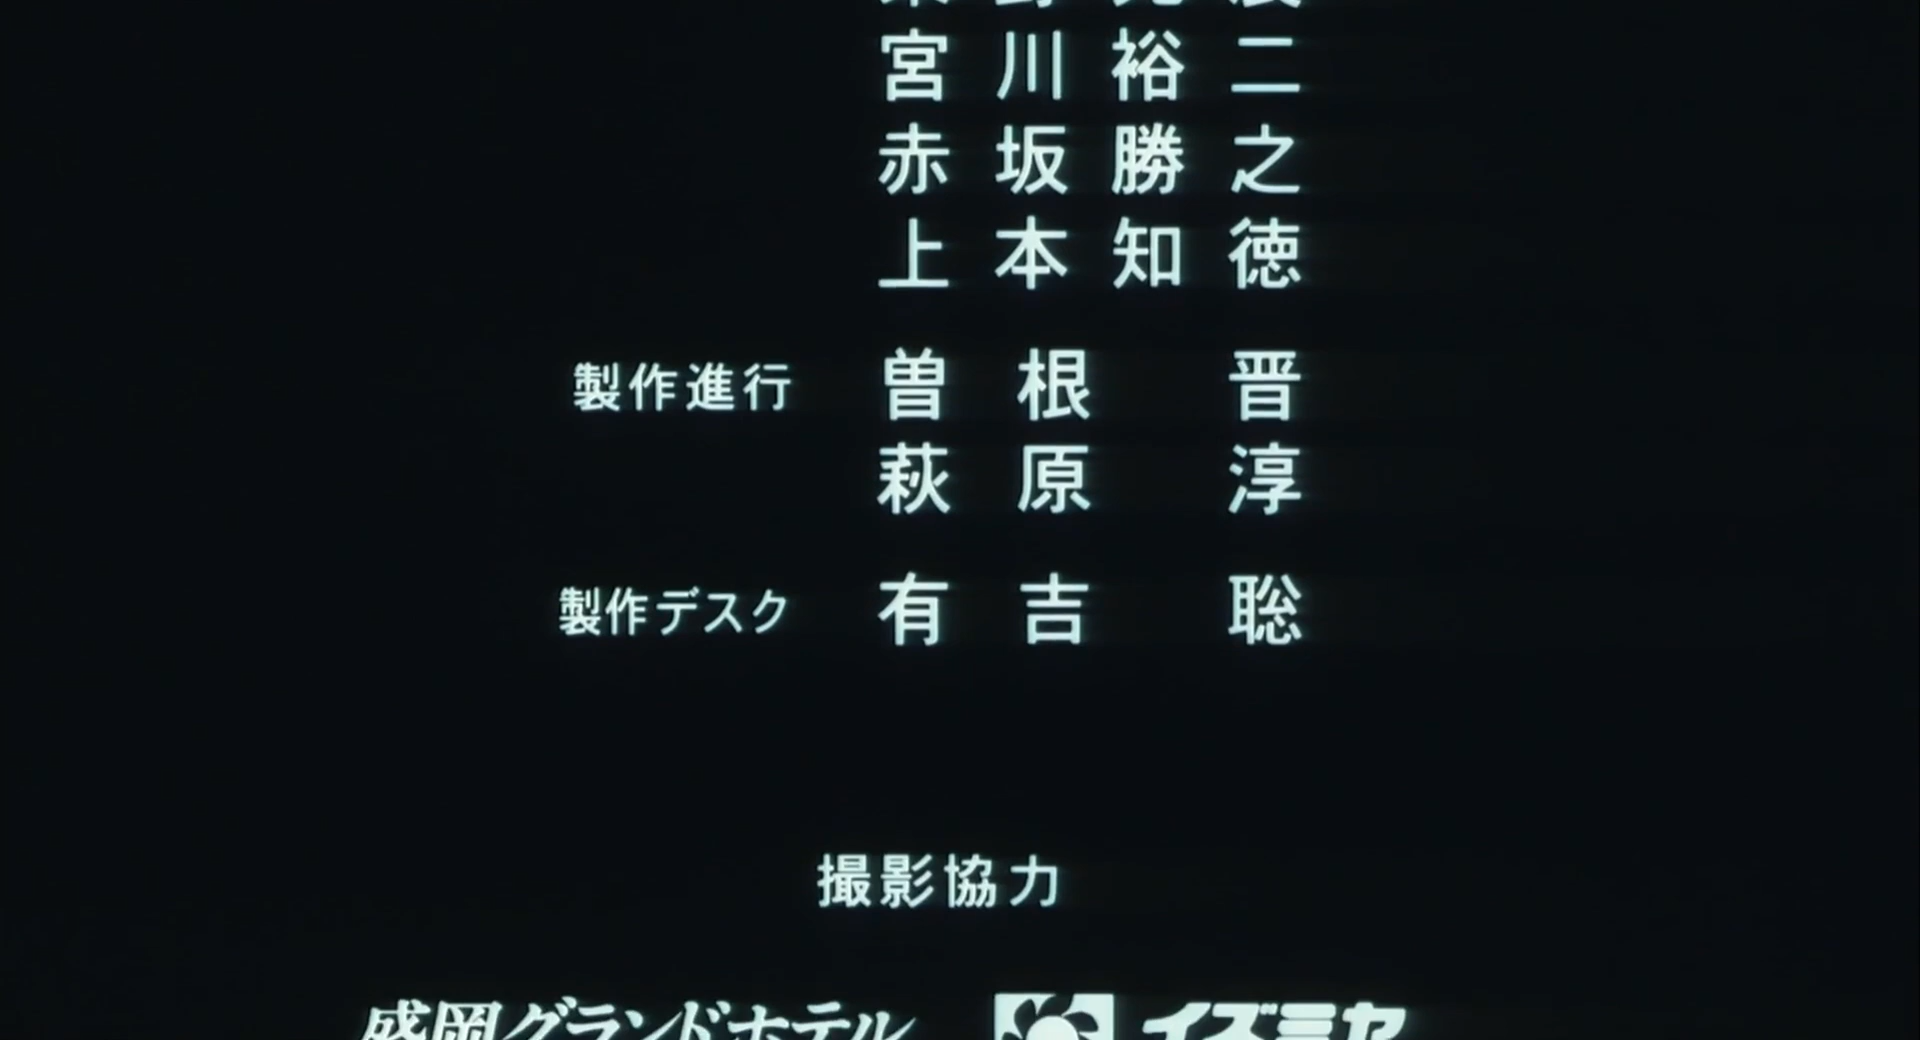 宮川裕二
赤坂勝之
上本知徳
製作進行 曽根 晋
萩原 淳
製作デスク 有吉 聡
撮影協力
盛岡グランドホテル イズミヤ